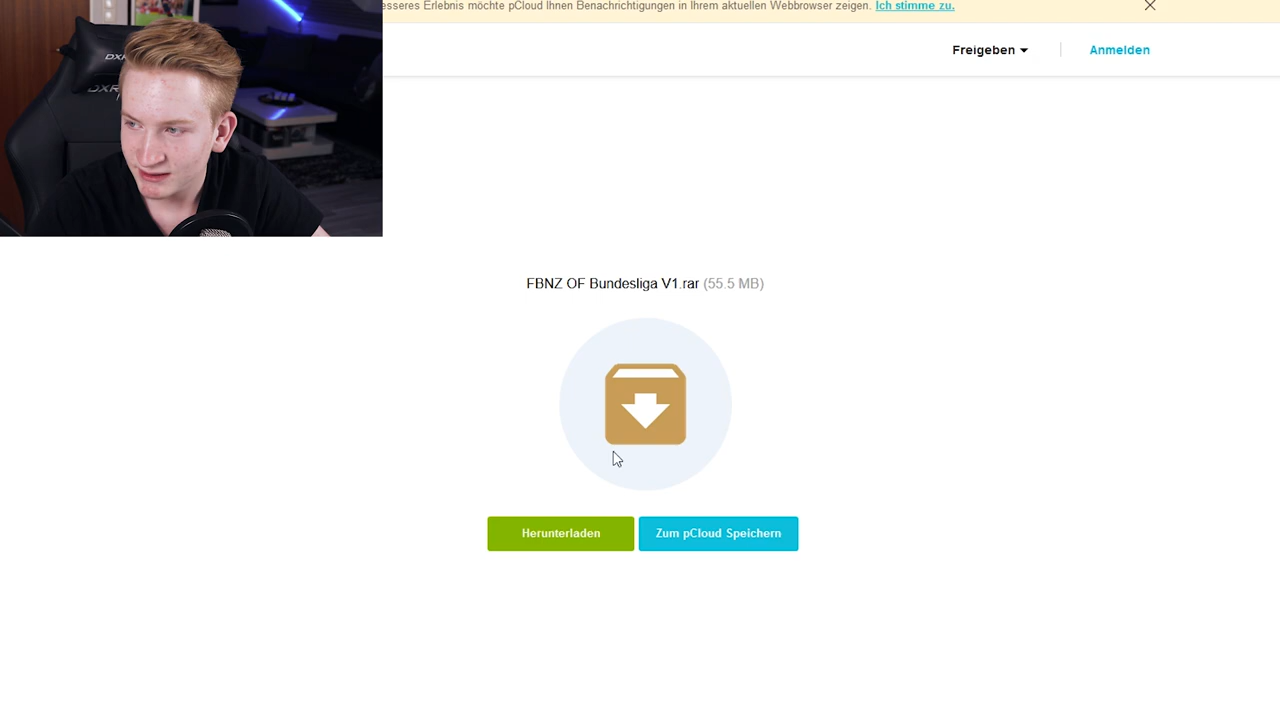 esseres Erlebnis möchte pCloud Ihnen Benachrichtigungen in Ihrem aktuellen Webbrowser zeigen. Ich stimme zu.
Freigeben
Anmelden
FBNZ OF Bundesliga V1.rar (55.5 MB)
Herunterladen
Zum pCloud Speichern